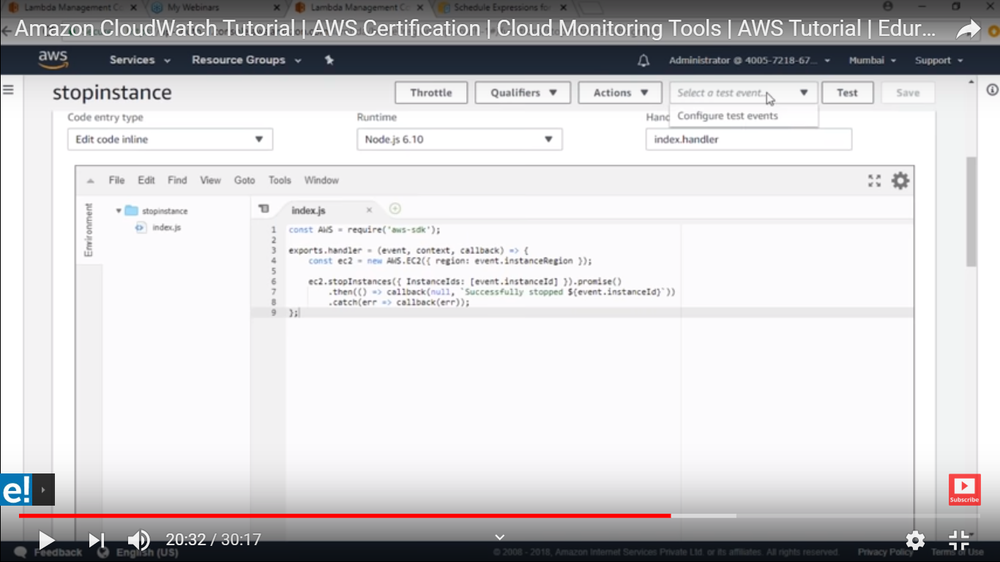 Lambda Management Co
My Webinars
Lambda Management Co
Schedule Expressions for
Amazon CloudWatch Tutorial | AWS Certification | Cloud Monitoring Tools | AWS Tutorial | Edur...
aws
Services
Resource Groups
Administrator @ 4005-7218-67...
Mumbai
Support
stopinstance
Throttle
Qualifiers
Actions
Select a test event..
Test
Save
Configure test events
Code entry type
Runtime
Hand
Edit code inline
Node.js 6.10
index.handler
File Edit Find View Goto Tools Window
Environment
stopinstance
index.js
index.js
1 const AWS = require('aws-sdk');
2
3 exports.handler = (event, context, callback) => {
4 const ec2 = new AWS.EC2({ region: event.instanceRegion });
5
6 ec2.stopInstances({ InstanceIds: [event.instanceId] }).promise()
7 .then(() => callback(null, `Successfully stopped ${event.instanceId}`))
8 .catch(err => callback(err));
9 };
e!
Subscribe
20:32 / 30:17
Feedback
English (US)
© 2008 - 2018, Amazon Internet Services Private Ltd. or its affiliates. All rights reserved.
Privacy Policy
Terms of Use